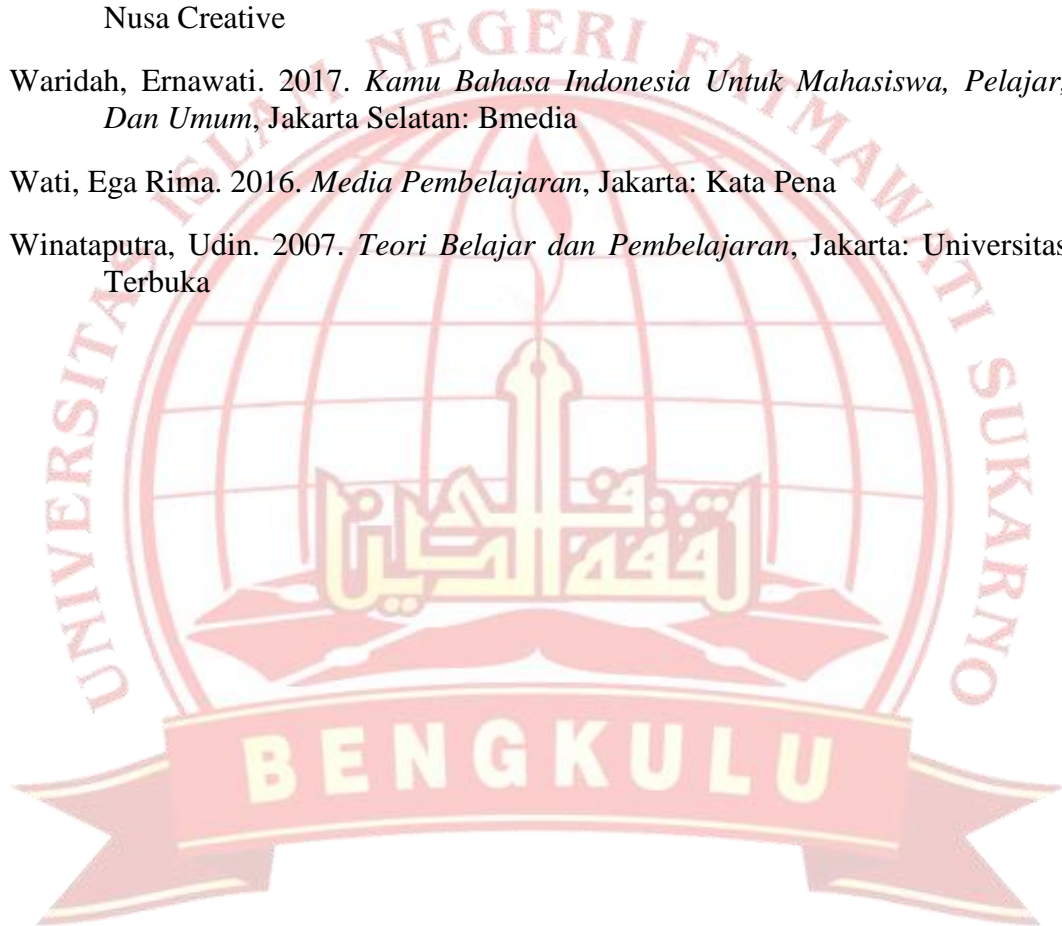 Nusa Creative
Waridah, Ernawati. 2017. Kamu Bahasa Indonesia Untuk Mahasiswa, Pelajar,
Dan Umum, Jakarta Selatan: Bmedia
Wati, Ega Rima. 2016. Media Pembelajaran, Jakarta: Kata Pena
Winataputra, Udin. 2007. Teori Belajar dan Pembelajaran, Jakarta: Universitas
Terbuka
UNIVERSITAS ISLAM NEGERI FATMAWATI SUKARNO
BENGKULU